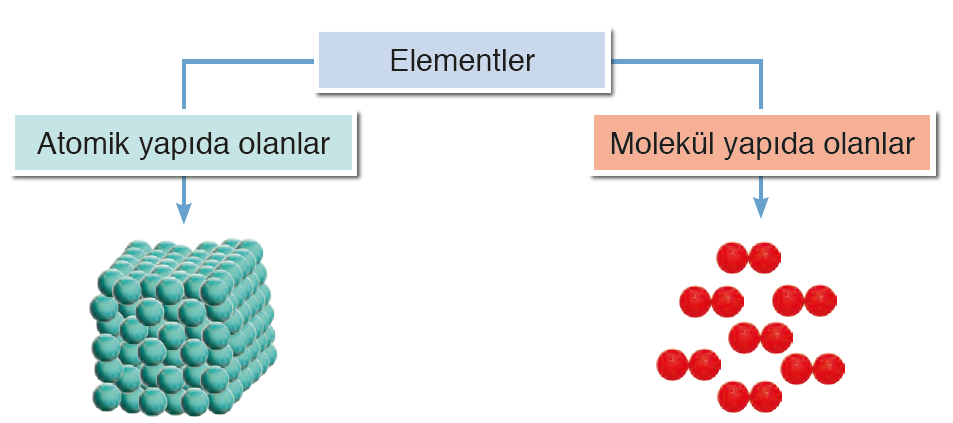 Elementler
Atomik yapıda olanlar
Molekül yapıda olanlar